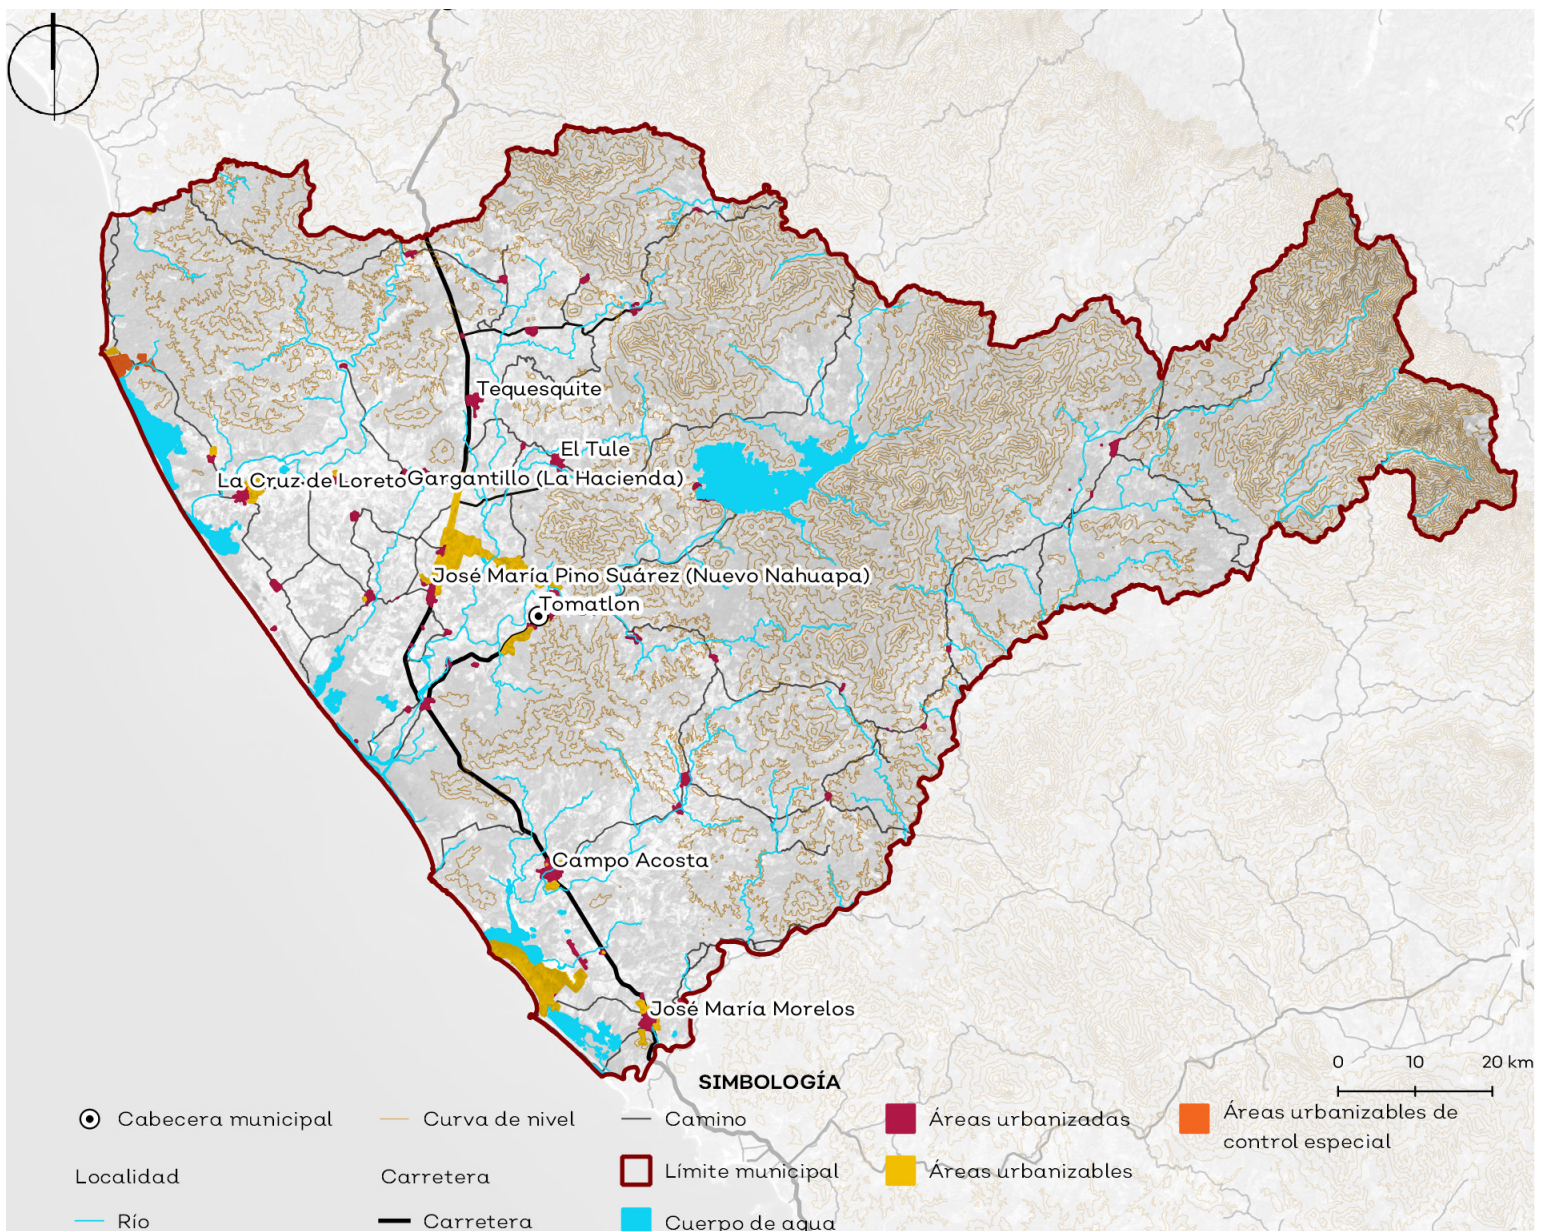 Tequesquite
El Tule
La Cruz de Loreto
Gargantillo (La Hacienda)
José María Pino Suárez (Nuevo Nahuapa)
Tomatlon
Campo Acosta
José María Morelos
0 10 20 km
SIMBOLOGÍA
Cabecera municipal
Curva de nivel
Camino
Áreas urbanizadas
Áreas urbanizables de
control especial
Localidad
Carretera
Límite municipal
Áreas urbanizables
Río
Carretera
Cuerpo de agua